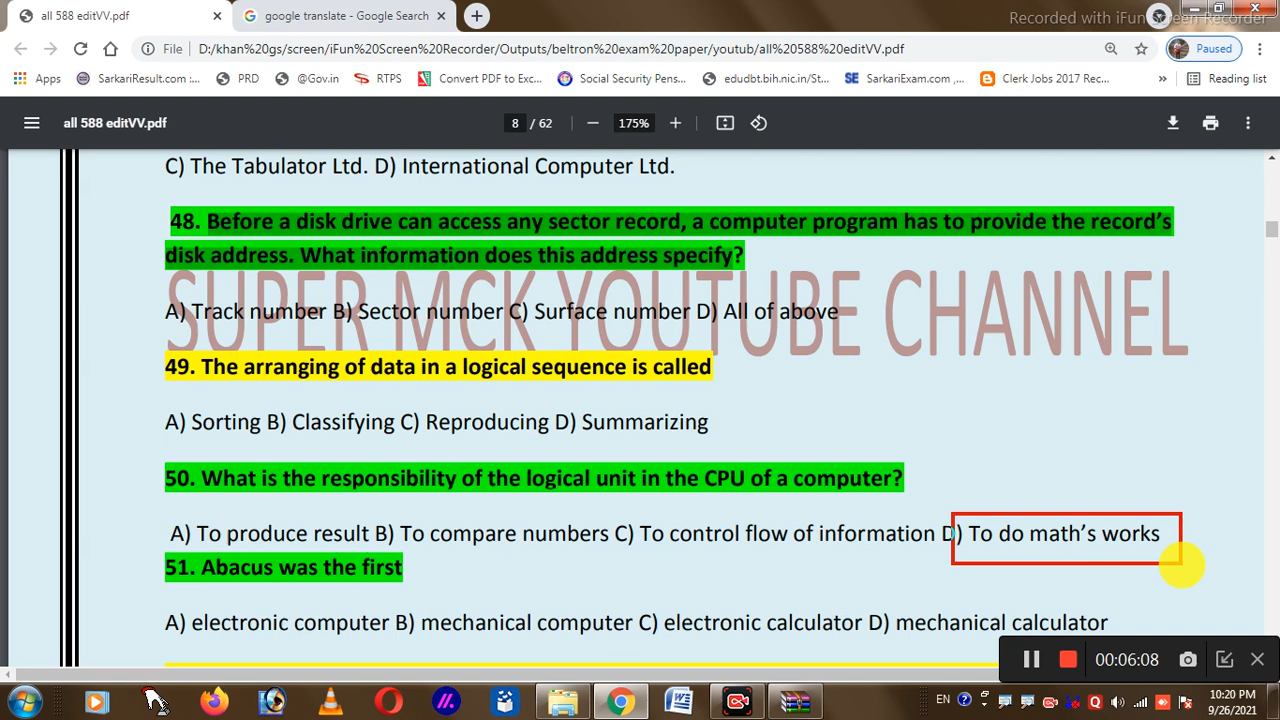 all 588 editVV.pdf
google translate - Google Search
Recorded with iFun Screen Recorder
File
D:/khan%20gs/screen/iFun%20Screen%20Recorder/Outputs/beltron%20exam%20paper/youtub/all%20588%20editVV.pdf
Paused
Apps
SarkariResult.com :...
PRD
@Gov.in
RTPS
Convert PDF to Exc...
Social Security Pens...
edudbt.bih.nic.in/St...
SE SarkariExam.com ,...
Clerk Jobs 2017 Rec...
»
Reading list
all 588 editVV.pdf
8 / 62
175%
C) The Tabulator Ltd. D) International Computer Ltd.
48. Before a disk drive can access any sector record, a computer program has to provide the record’s
disk address. What information does this address specify?
SUPER MCK YOUTUBE CHANNEL
A) Track number B) Sector number C) Surface number D) All of above
49. The arranging of data in a logical sequence is called
A) Sorting B) Classifying C) Reproducing D) Summarizing
50. What is the responsibility of the logical unit in the CPU of a computer?
A) To produce result B) To compare numbers C) To control flow of information D) To do math’s works
51. Abacus was the first
A) electronic computer B) mechanical computer C) electronic calculator D) mechanical calculator
00:06:08
EN
10:20 PM
9/26/2021